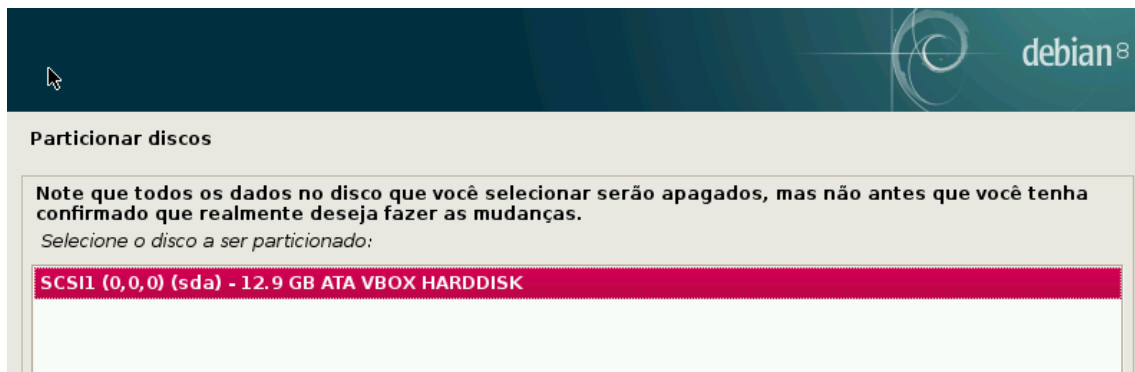 debian 8
Particionar discos
Note que todos os dados no disco que você selecionar serão apagados, mas não antes que você tenha
confirmado que realmente deseja fazer as mudanças.
Selecione o disco a ser particionado:
SCSI1 (0,0,0) (sda) - 12.9 GB ATA VBOX HARDDISK